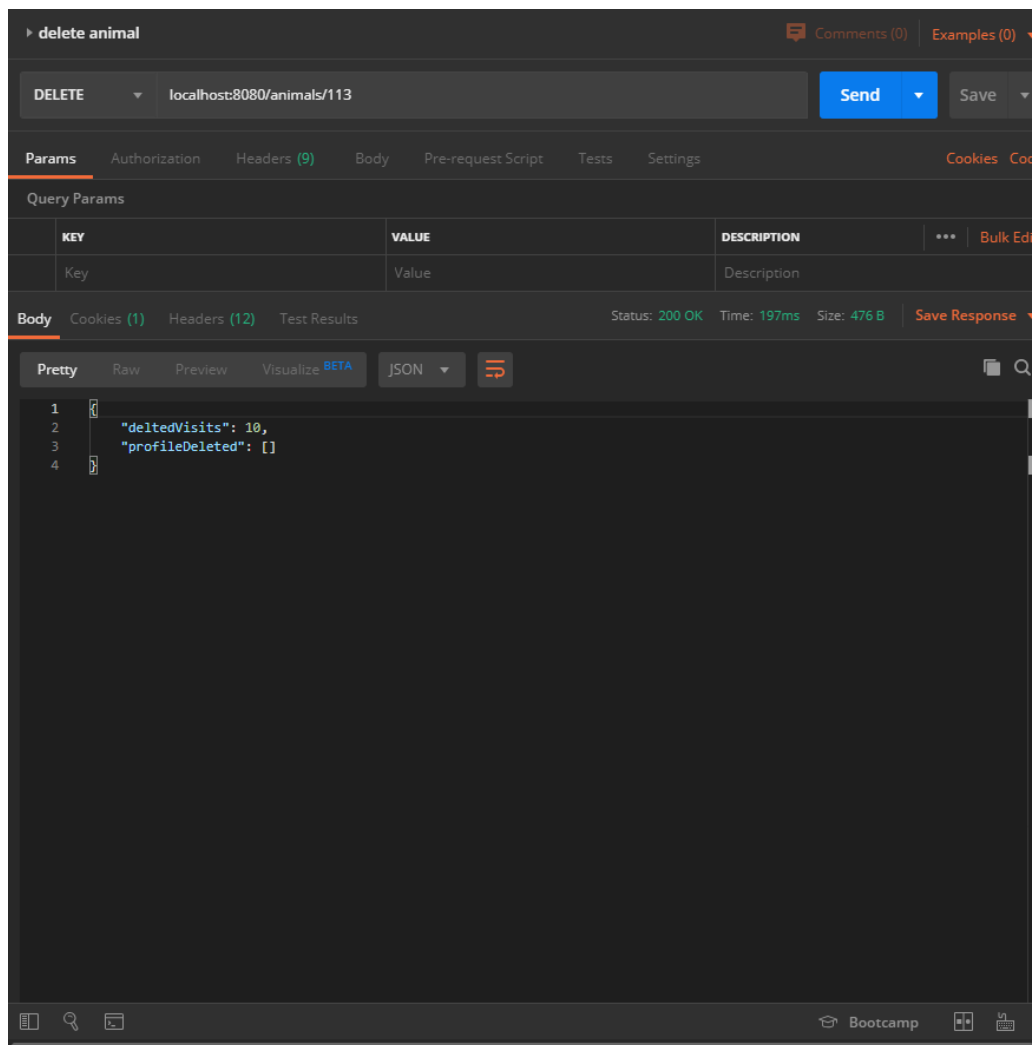 delete animal Comments (0) Examples (0)
DELETE localhost:8080/animals/113 Send Save
Params Authorization Headers (9) Body Pre-request Script Tests Settings Cookies
Query Params
KEY VALUE DESCRIPTION ••• Bulk Edi
Key Value Description
Body Cookies (1) Headers (12) Test Results Status: 200 OK Time: 197ms Size: 476 B Save Response
Pretty Raw Preview Visualize BETA JSON
1 {
2 "deltedVisits": 10,
3 "profileDeleted": []
4 }
Bootcamp